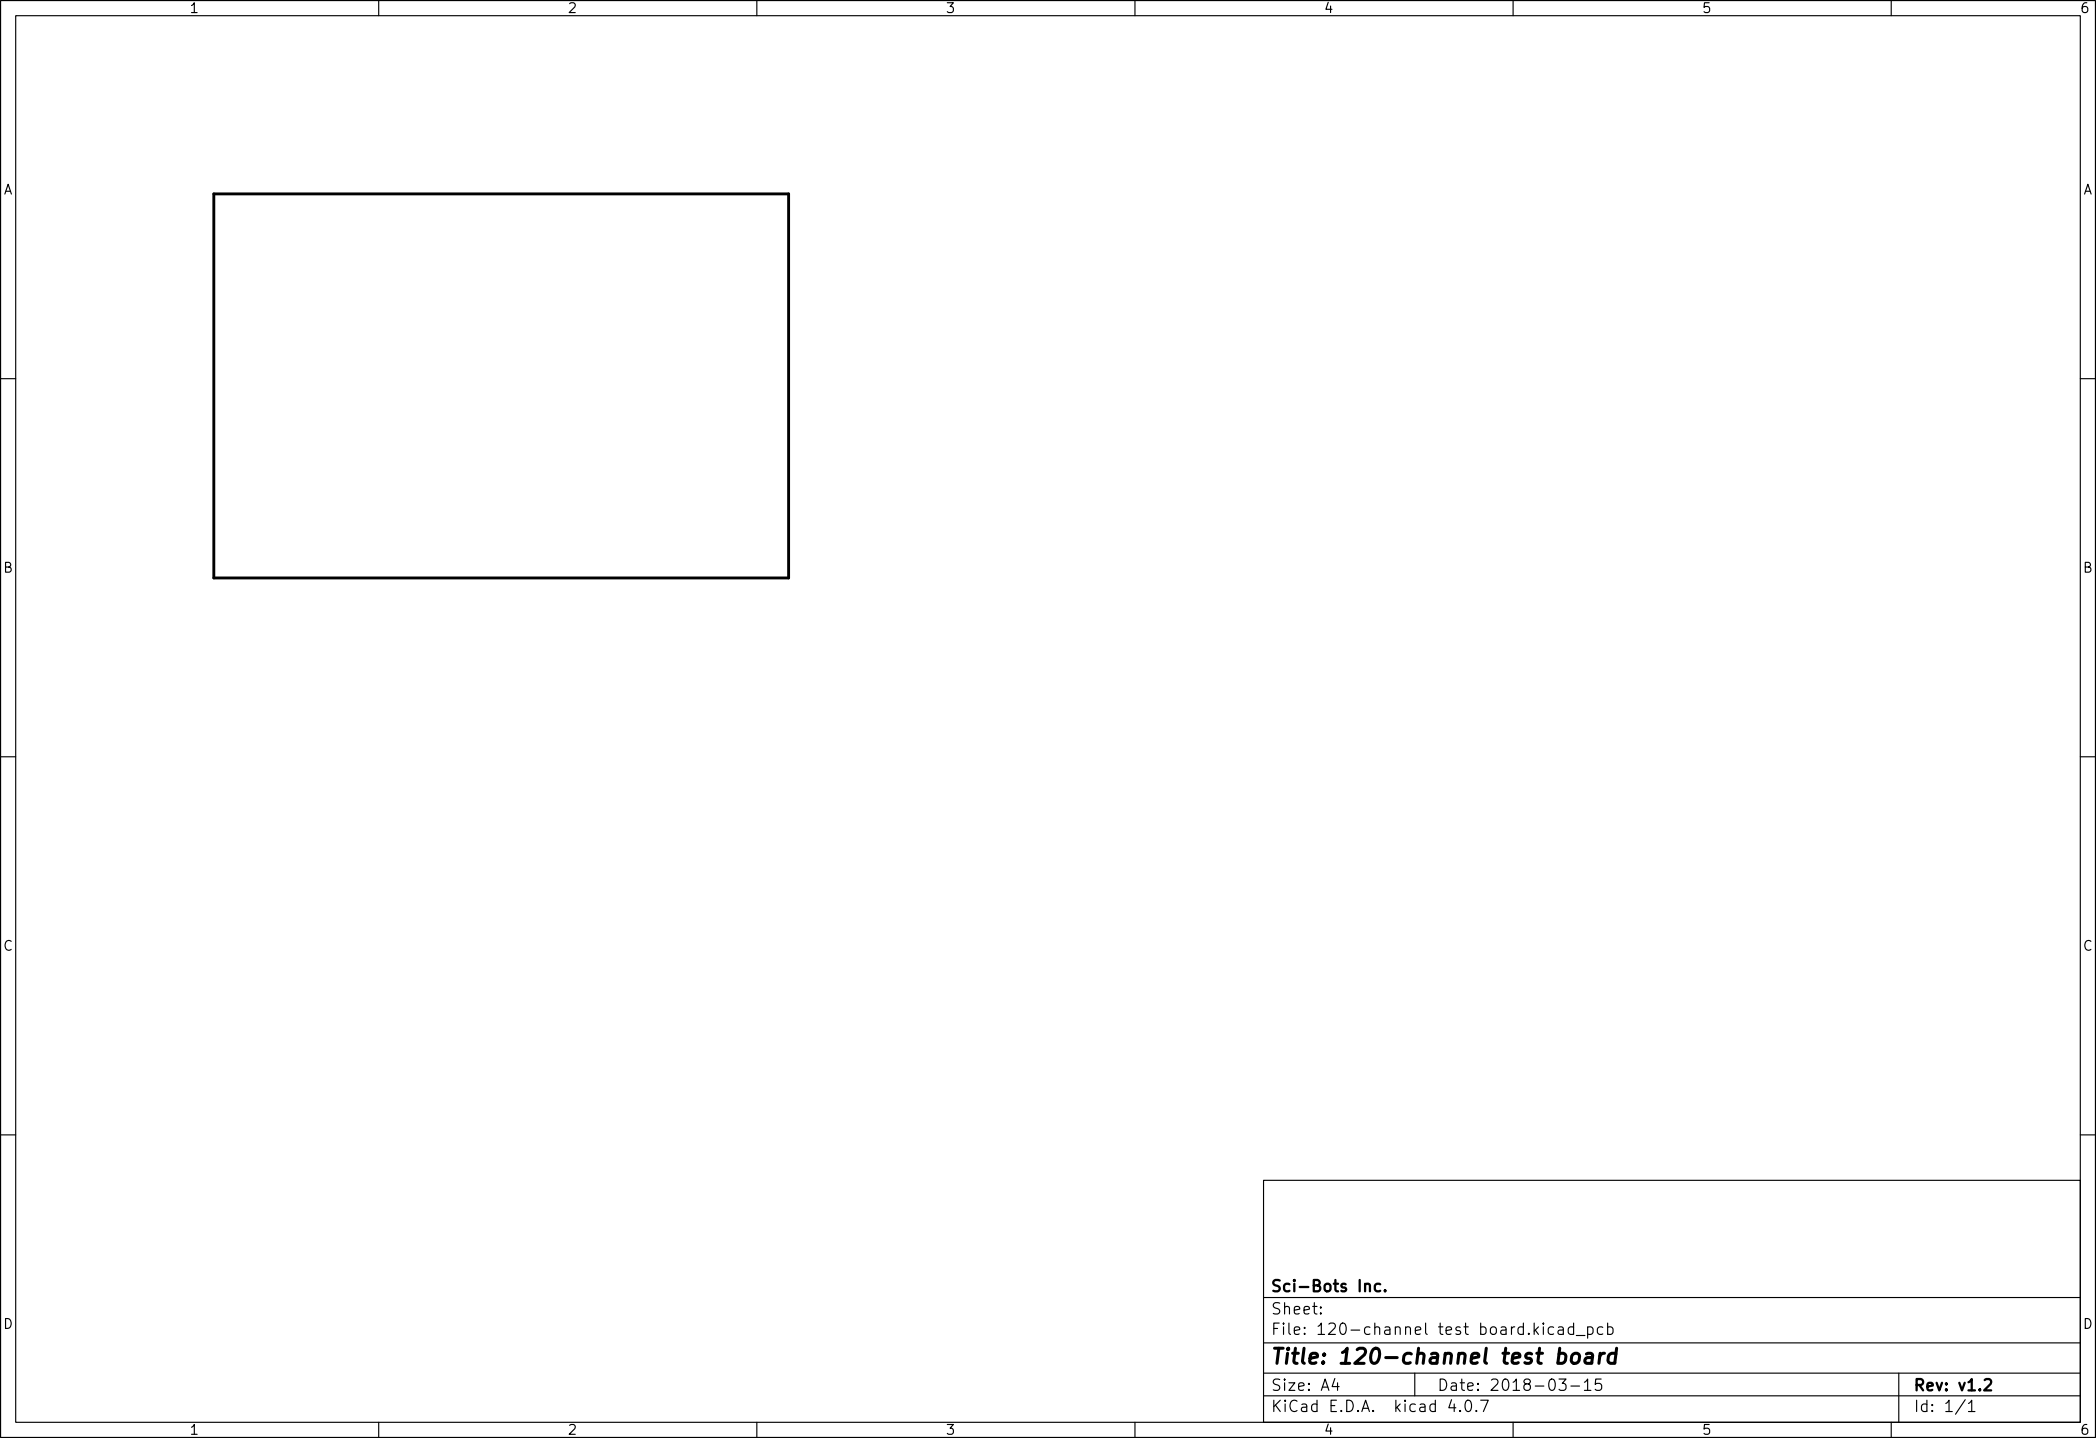 1 2 3 4 5 6
A A
B B
C C
Sci-Bots Inc.
Sheet:
File: 120-channel test board.kicad_pcb
D D
Title: 120-channel test board
Size: A4 Date: 2018-03-15 Rev: v1.2
KiCad E.D.A. kicad 4.0.7 Id: 1/1
1 2 3 4 5 6